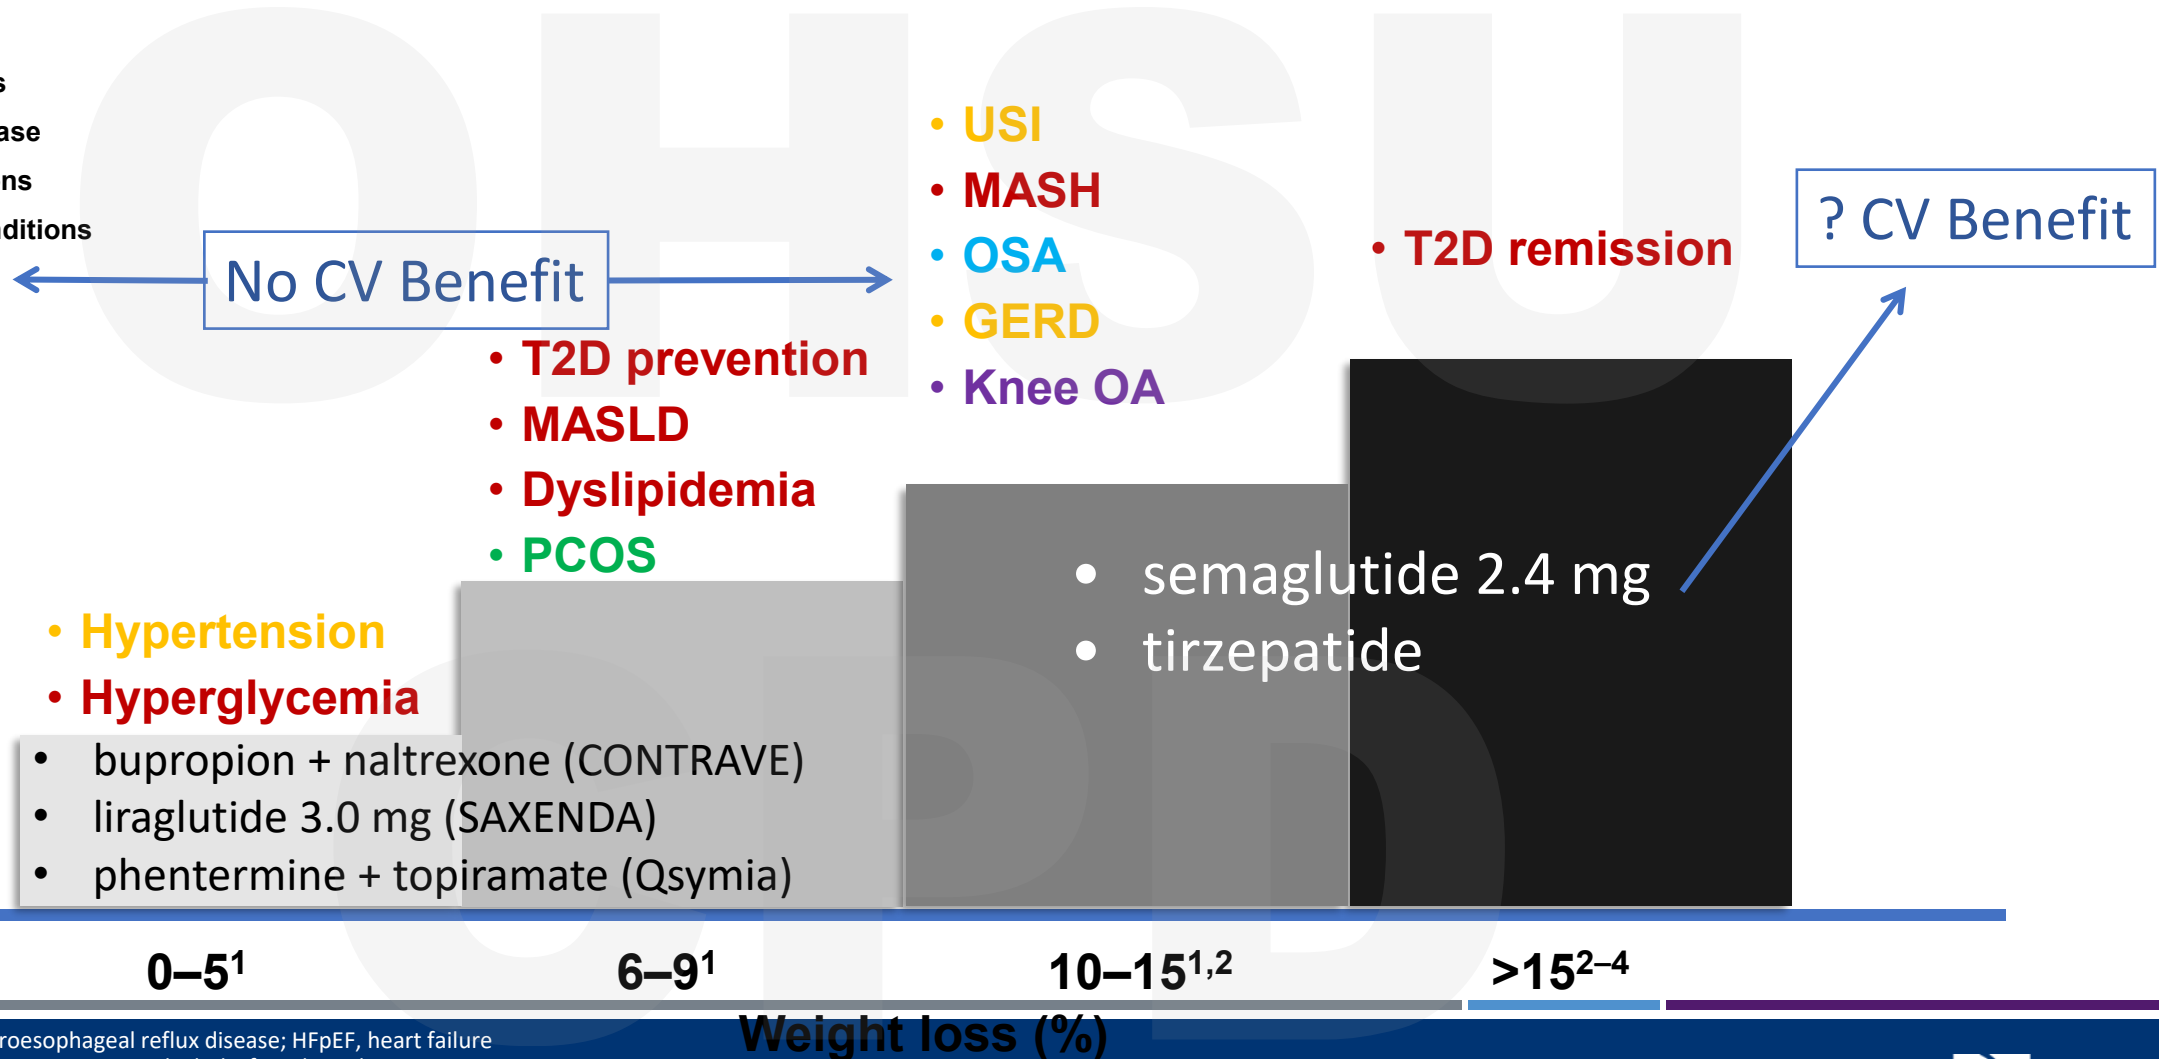 OHSU
CPD
s
ase
ns
ditions
No CV Benefit
• USI
• MASH
• OSA
• GERD
• Knee OA
• T2D remission
? CV Benefit
• T2D prevention
• MASLD
• Dyslipidemia
• PCOS
• Hypertension
• Hyperglycemia
• semaglutide 2.4 mg
• tirzepatide
• bupropion + naltrexone (CONTRAVE)
• liraglutide 3.0 mg (SAXENDA)
• phentermine + topiramate (Qsymia)
0–5¹
6–9¹
10–15¹,²
>15²–⁴
Weight loss (%)
roesophageal reflux disease; HFpEF, heart failure